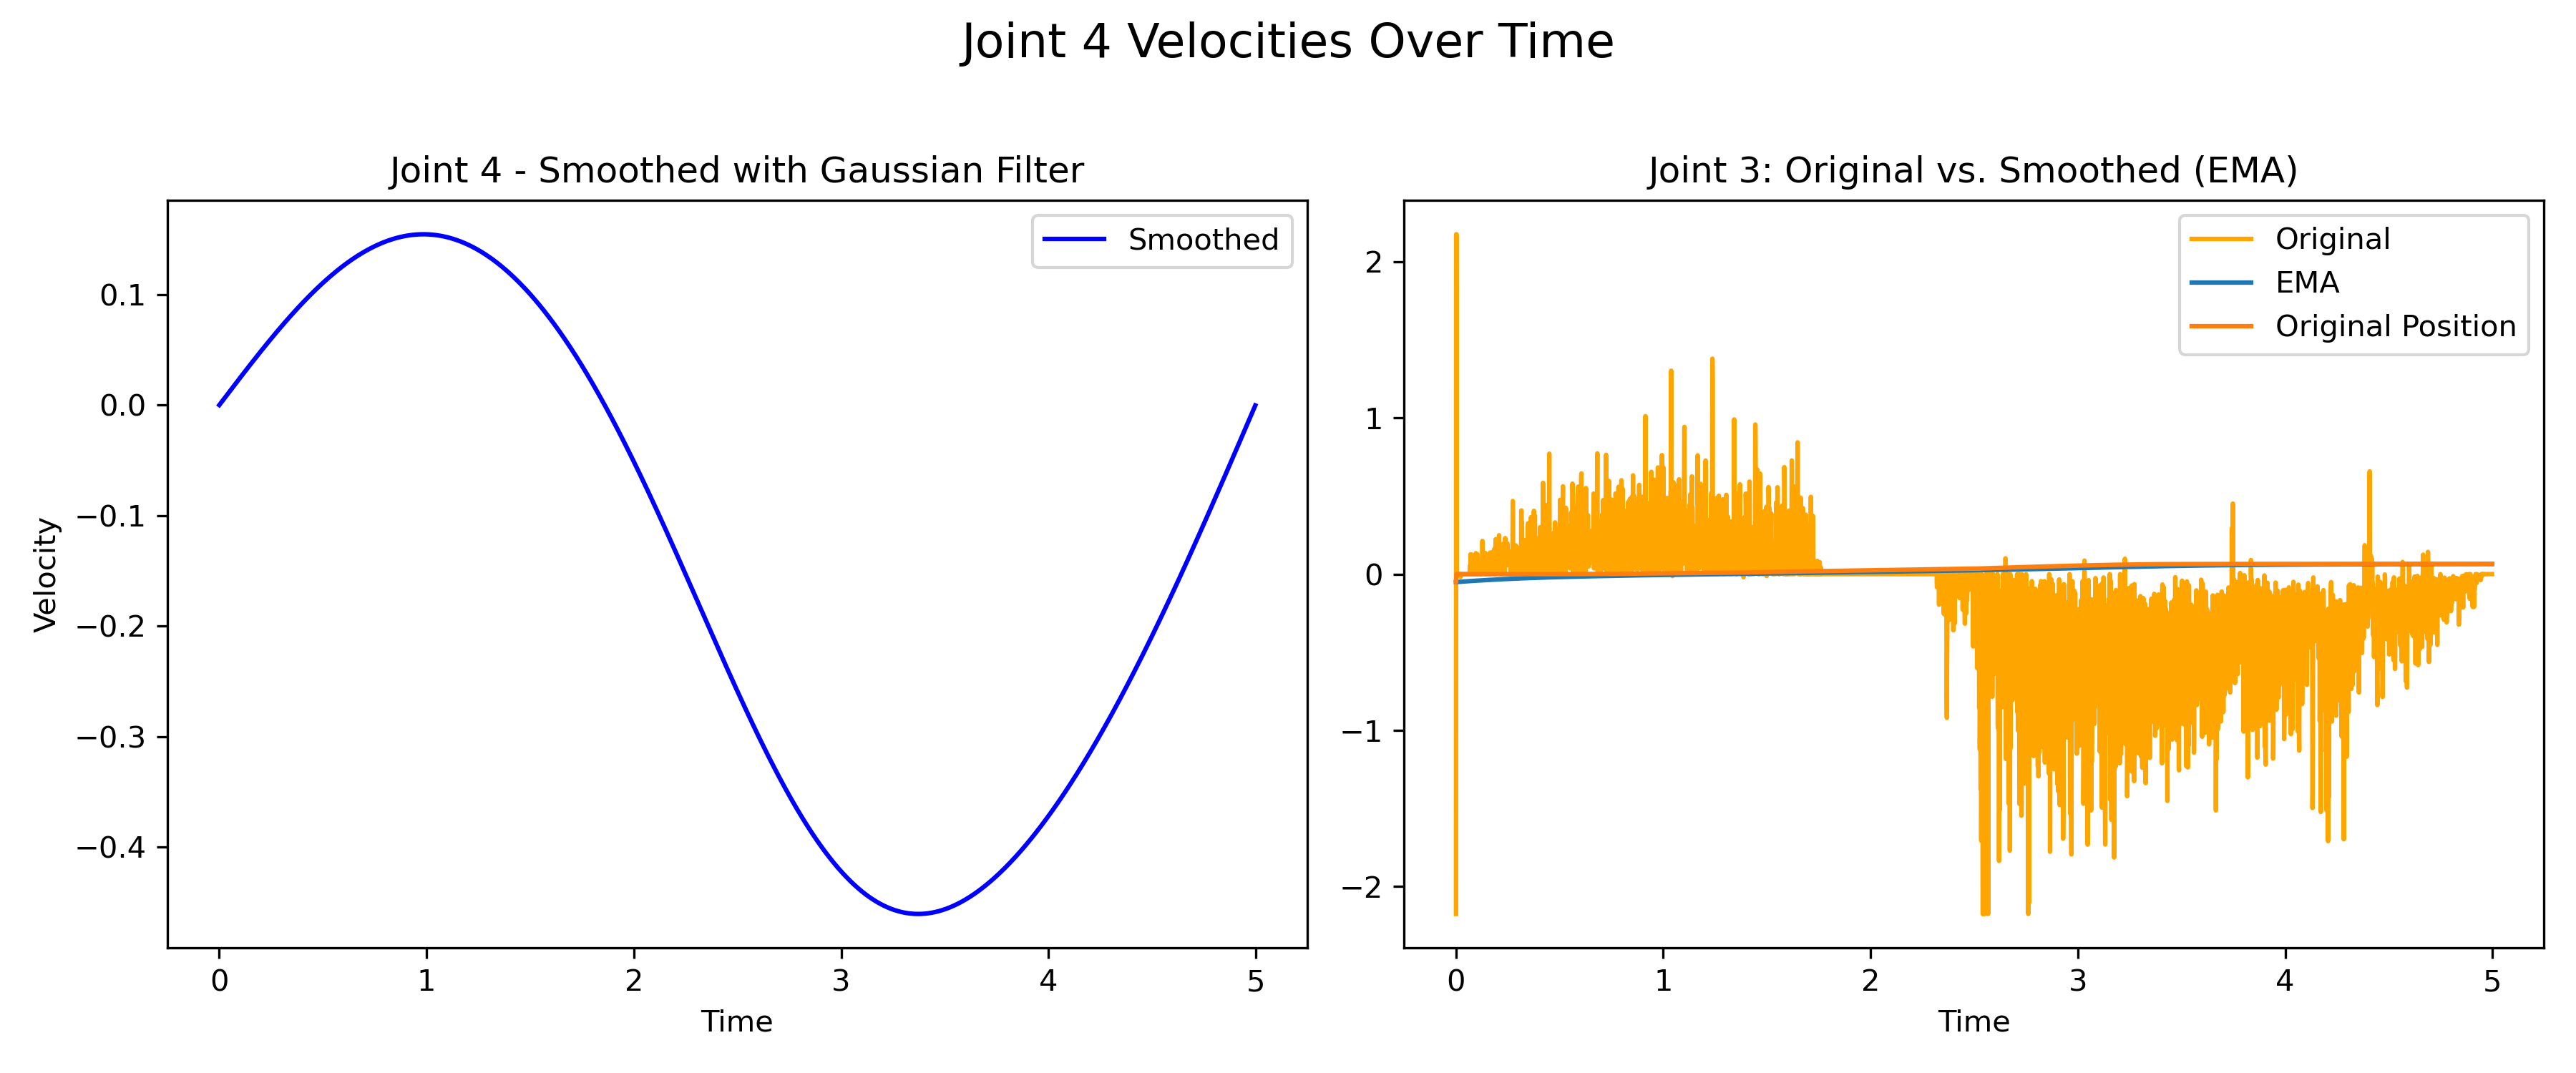 Joint 4 Velocities Over Time
Joint 4 - Smoothed with Gaussian Filter
Smoothed
0.1
0.0
−0.1
−0.2
−0.3
−0.4
Velocity
0 1 2 3 4 5
Time
Joint 3: Original vs. Smoothed (EMA)
Original
EMA
Original Position
2
1
0
−1
−2
0 1 2 3 4 5
Time